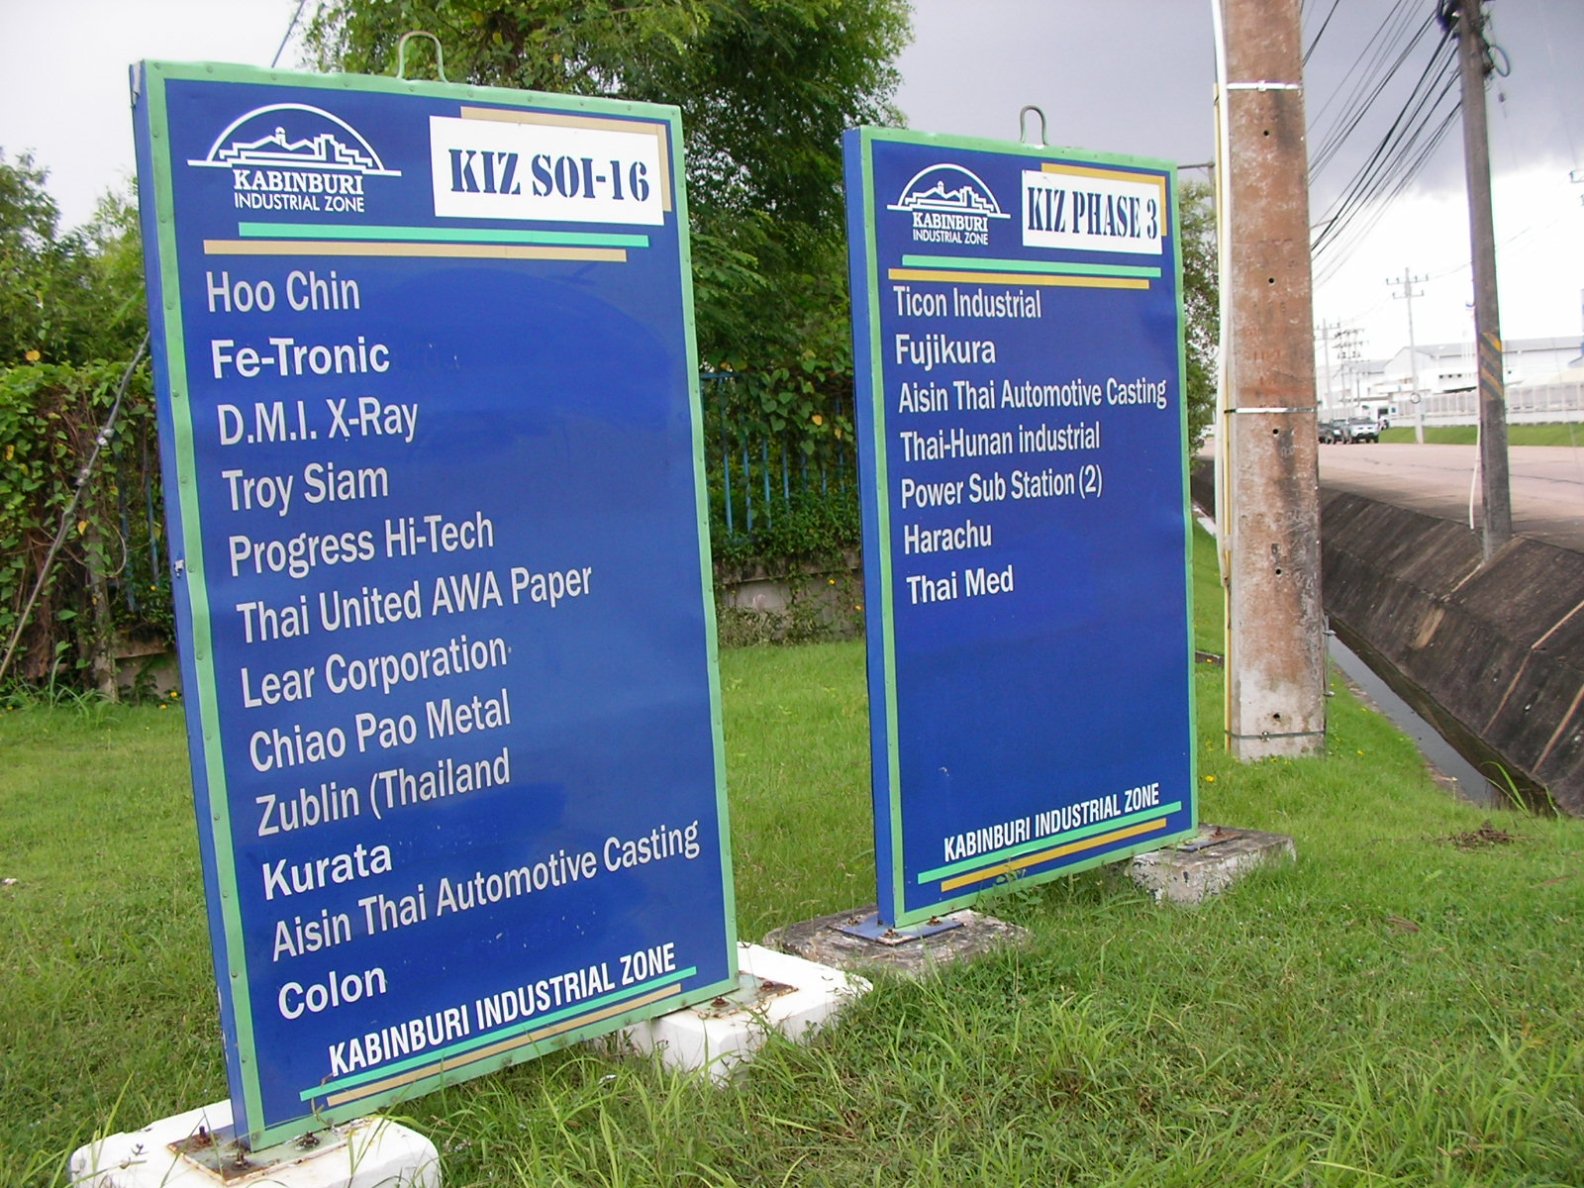 KABINBURI
INDUSTRIAL ZONE
KIZ SOI-16
Hoo Chin
Fe-Tronic
D.M.I. X-Ray
Troy Siam
Progress Hi-Tech
Thai United AWA Paper
Lear Corporation
Chiao Pao Metal
Zublin (Thailand
Kurata
Aisin Thai Automotive Casting
Colon
KABINBURI INDUSTRIAL ZONE
KABINBURI
INDUSTRIAL ZONE
KIZ PHASE 3
Ticon Industrial
Fujikura
Aisin Thai Automotive Casting
Thai-Hunan industrial
Power Sub Station (2)
Harachu
Thai Med
KABINBURI INDUSTRIAL ZONE